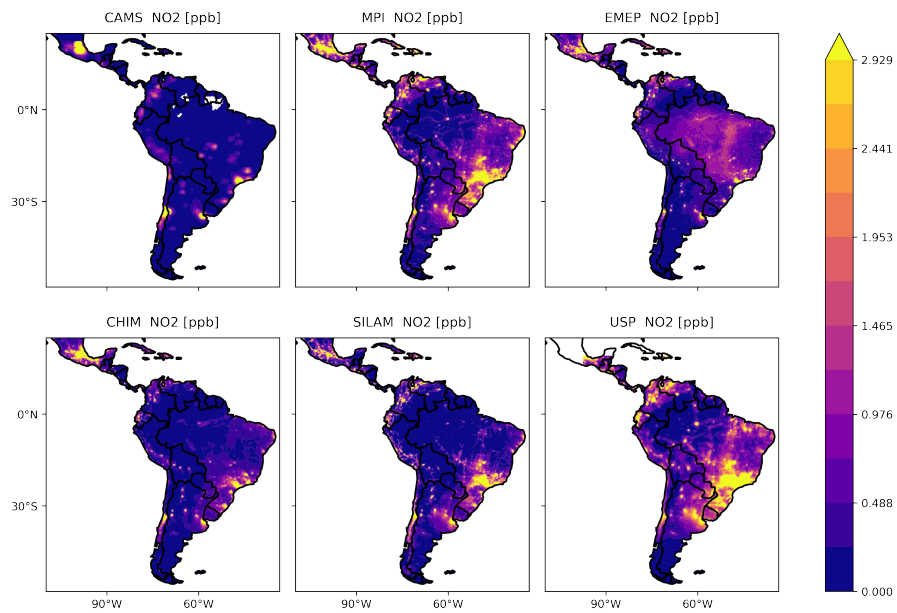 CAMS NO2 [ppb]
MPI NO2 [ppb]
EMEP NO2 [ppb]
0°N
30°S
CHIM NO2 [ppb]
SILAM NO2 [ppb]
USP NO2 [ppb]
0°N
30°S
90°W 60°W
90°W 60°W
90°W 60°W
2.929
2.441
1.953
1.465
0.976
0.488
0.000